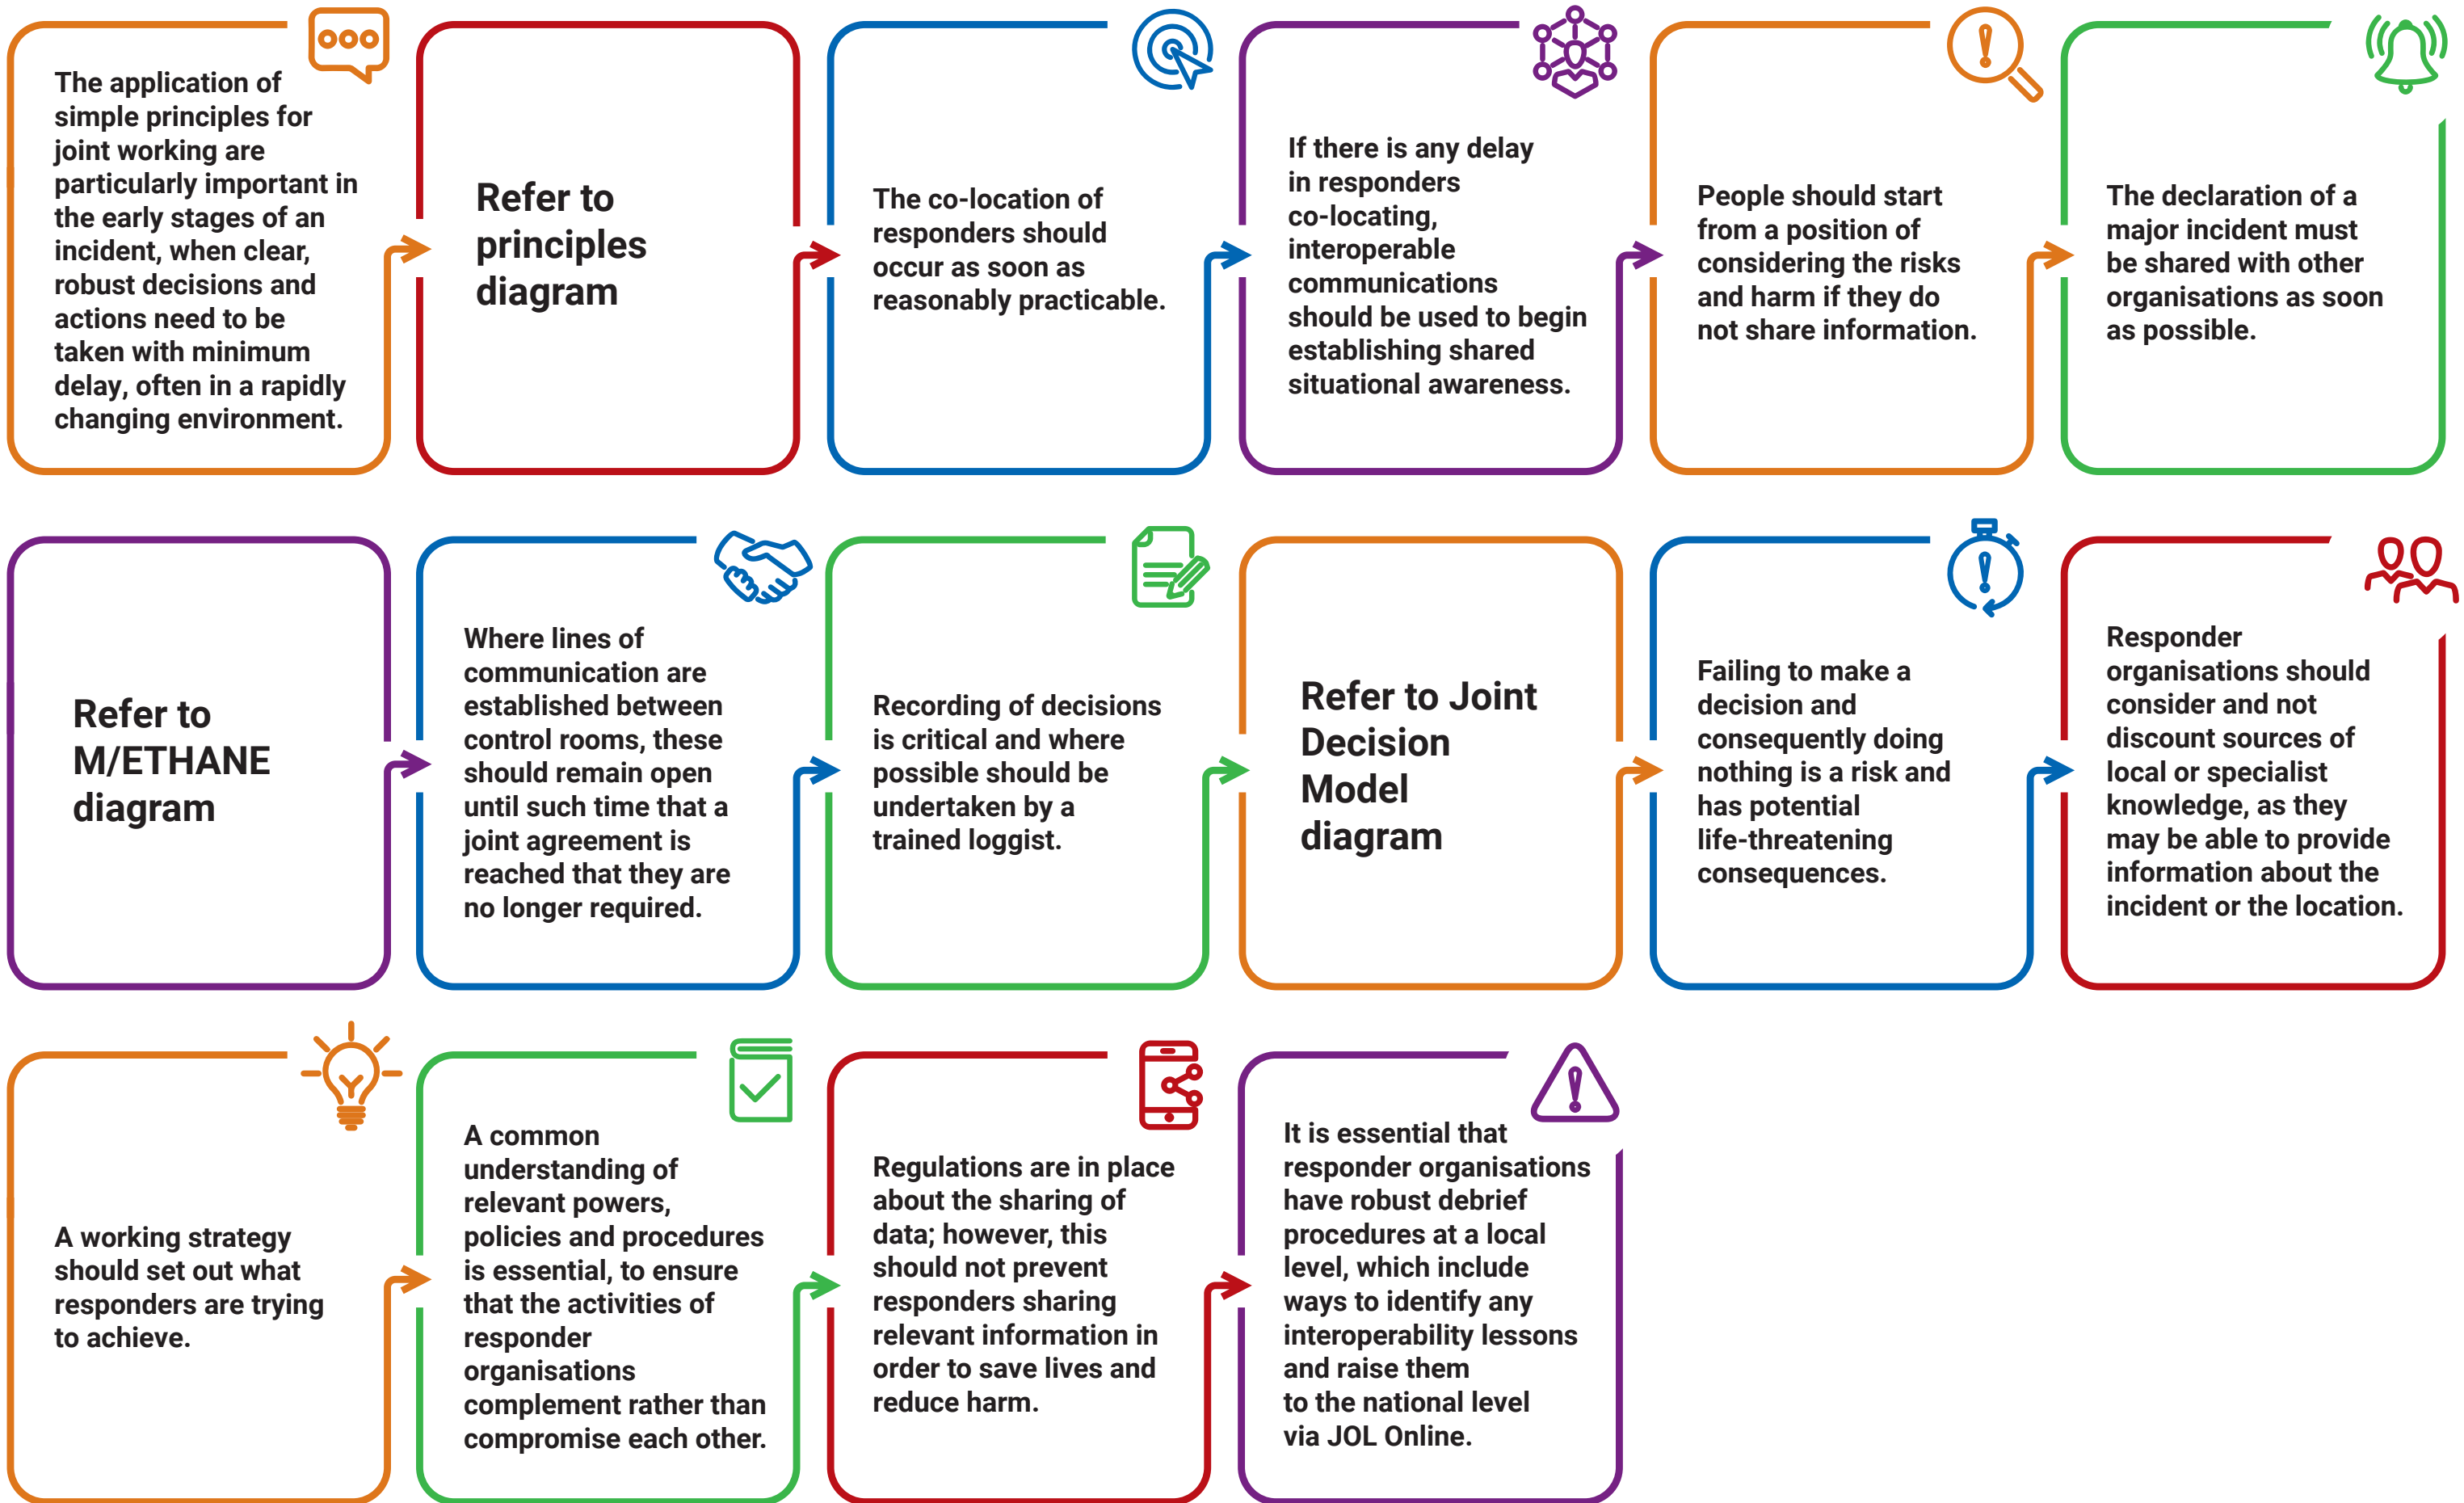 The application of
simple principles for
joint working are
particularly important in
the early stages of an
incident, when clear,
robust decisions and
actions need to be
taken with minimum
delay, often in a rapidly
changing environment.
Refer to
principles
diagram
The co-location of
responders should
occur as soon as
reasonably practicable.
If there is any delay
in responders
co-locating,
interoperable
communications
should be used to begin
establishing shared
situational awareness.
People should start
from a position of
considering the risks
and harm if they do
not share information.
The declaration of a
major incident must
be shared with other
organisations as soon
as possible.
Refer to
M/ETHANE
diagram
Where lines of
communication are
established between
control rooms, these
should remain open
until such time that a
joint agreement is
reached that they are
no longer required.
Recording of decisions
is critical and where
possible should be
undertaken by a
trained loggist.
Refer to Joint
Decision
Model
diagram
Failing to make a
decision and
consequently doing
nothing is a risk and
has potential
life-threatening
consequences.
Responder
organisations should
consider and not
discount sources of
local or specialist
knowledge, as they
may be able to provide
information about the
incident or the location.
A working strategy
should set out what
responders are trying
to achieve.
A common
understanding of
relevant powers,
policies and procedures
is essential, to ensure
that the activities of
responder
organisations
complement rather than
compromise each other.
Regulations are in place
about the sharing of
data; however, this
should not prevent
responders sharing
relevant information in
order to save lives and
reduce harm.
It is essential that
responder organisations
have robust debrief
procedures at a local
level, which include
ways to identify any
interoperability lessons
and raise them
to the national level
via JOL Online.